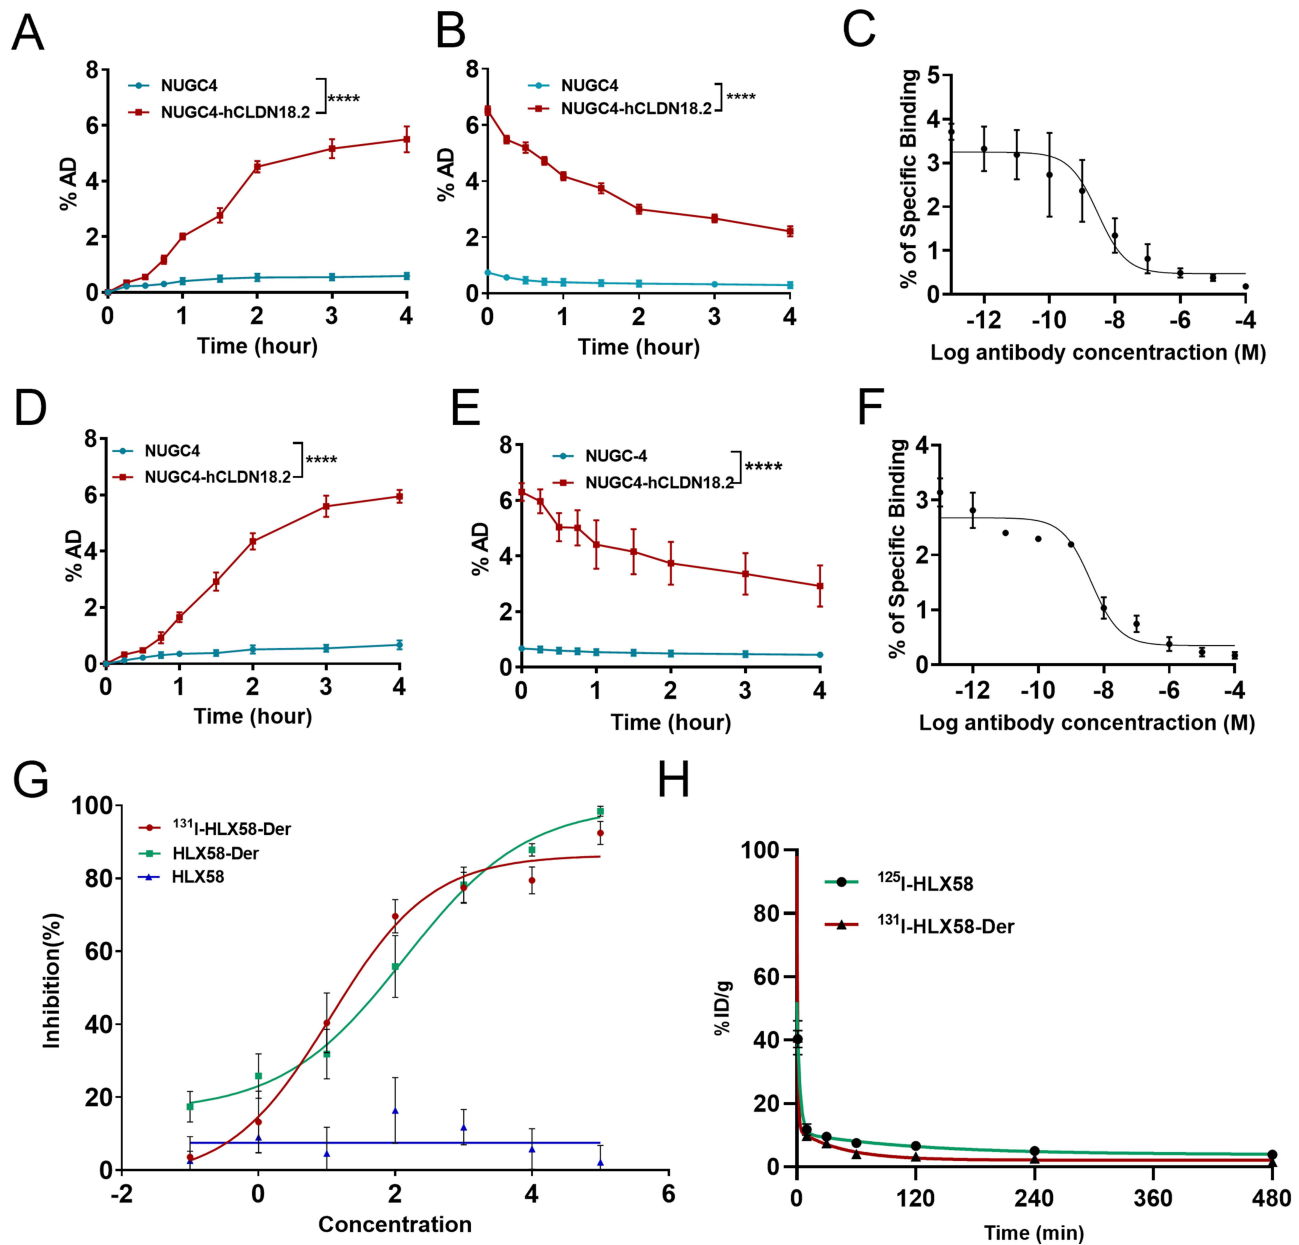 A
8
6
4
2
0
% AD
NUGC4
NUGC4-hCLDN18.2
****
0 1 2 3 4
Time (hour)
B
8
6
4
2
0
% AD
NUGC4
NUGC4-hCLDN18.2
****
0 1 2 3 4
Time (hour)
C
5
4
3
2
1
0
% of Specific Binding
-12 -10 -8 -6 -4
Log antibody concentraction (M)
D
8
6
4
2
0
% AD
NUGC4
NUGC4-hCLDN18.2
****
0 1 2 3 4
Time (hour)
E
8
6
4
2
0
% AD
NUGC-4
NUGC4-hCLDN18.2
****
0 1 2 3 4
Time (hour)
F
4
3
2
1
0
% of Specific Binding
-12 -10 -8 -6 -4
Log antibody concentraction (M)
G
100
80
60
40
20
0
Inhibition(%)
¹³¹I-HLX58-Der
HLX58-Der
HLX58
-2 0 2 4 6
Concentration
H
100
80
60
40
20
0
%ID/g
¹²⁵I-HLX58
¹³¹I-HLX58-Der
0 120 240 360 480
Time (min)